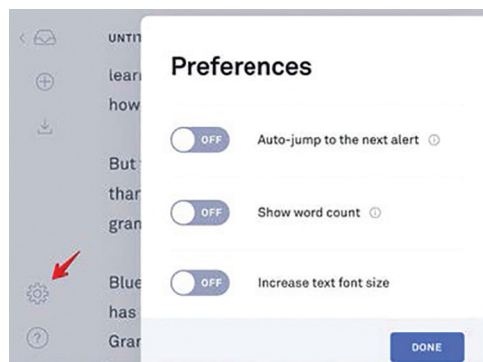 UNTIT
lear
how
But
than
gran
Blue
has
Gran
Preferences
OFF Auto-jump to the next alert
OFF Show word count
OFF Increase text font size
DONE